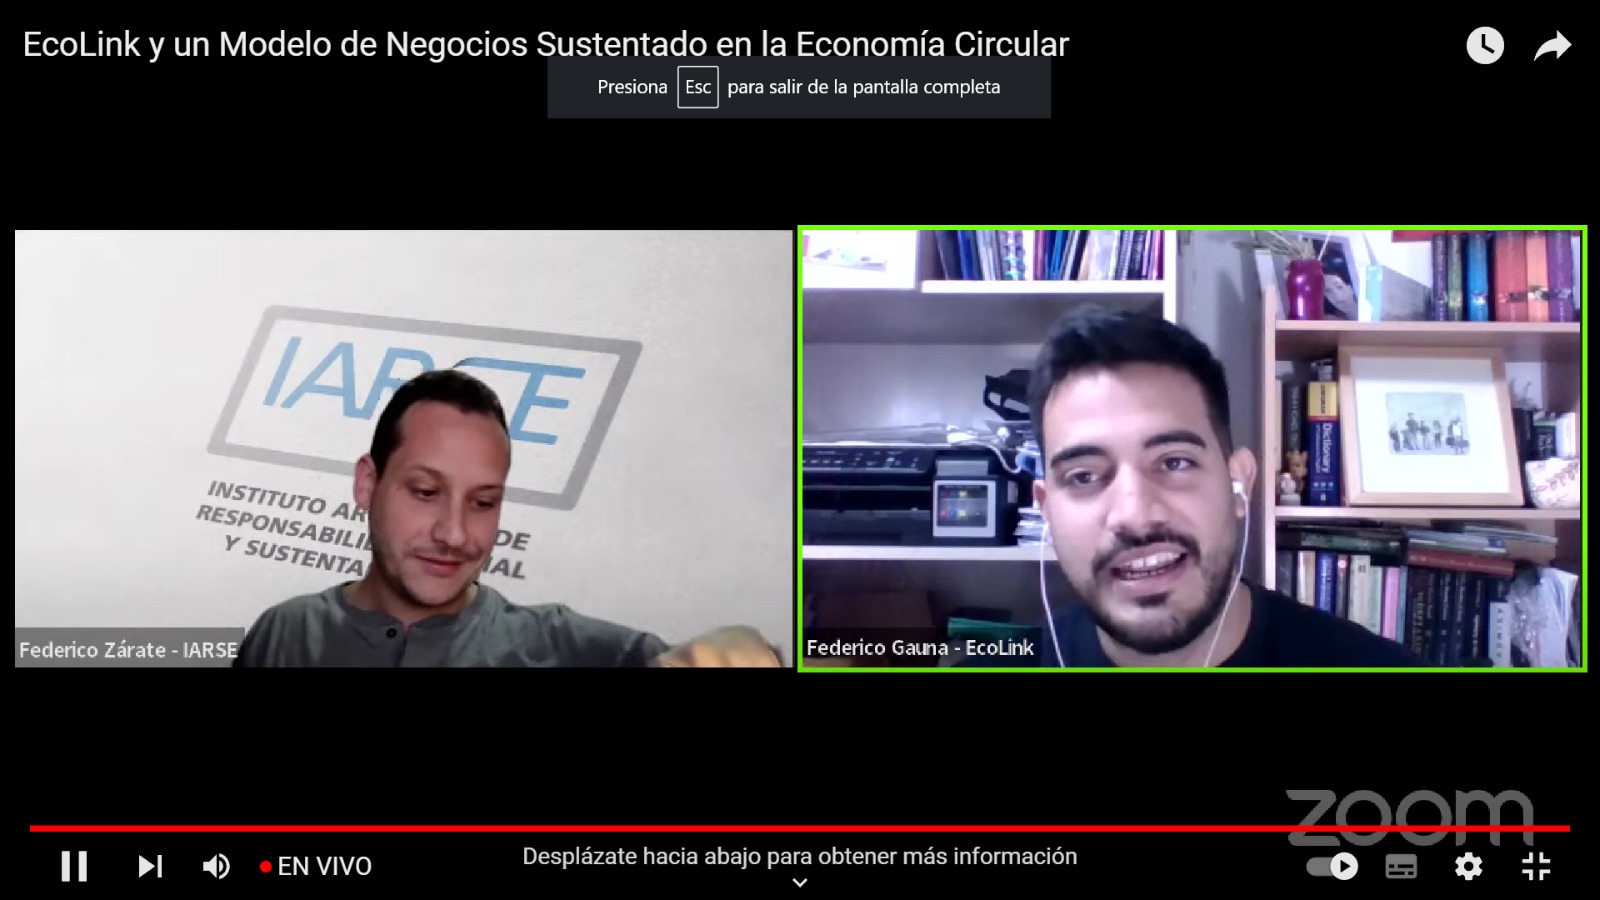 EcoLink y un Modelo de Negocios Sustentado en la Economía Circular
Presiona Esc para salir de la pantalla completa
IARSE
INSTITUTO AR DE
RESPONSABILI IAL
Y SUSTENTA
Federico Zárate - IARSE
Dictionary
Federico Gauna - EcoLink
zoom
EN VIVO
Desplázate hacia abajo para obtener más información